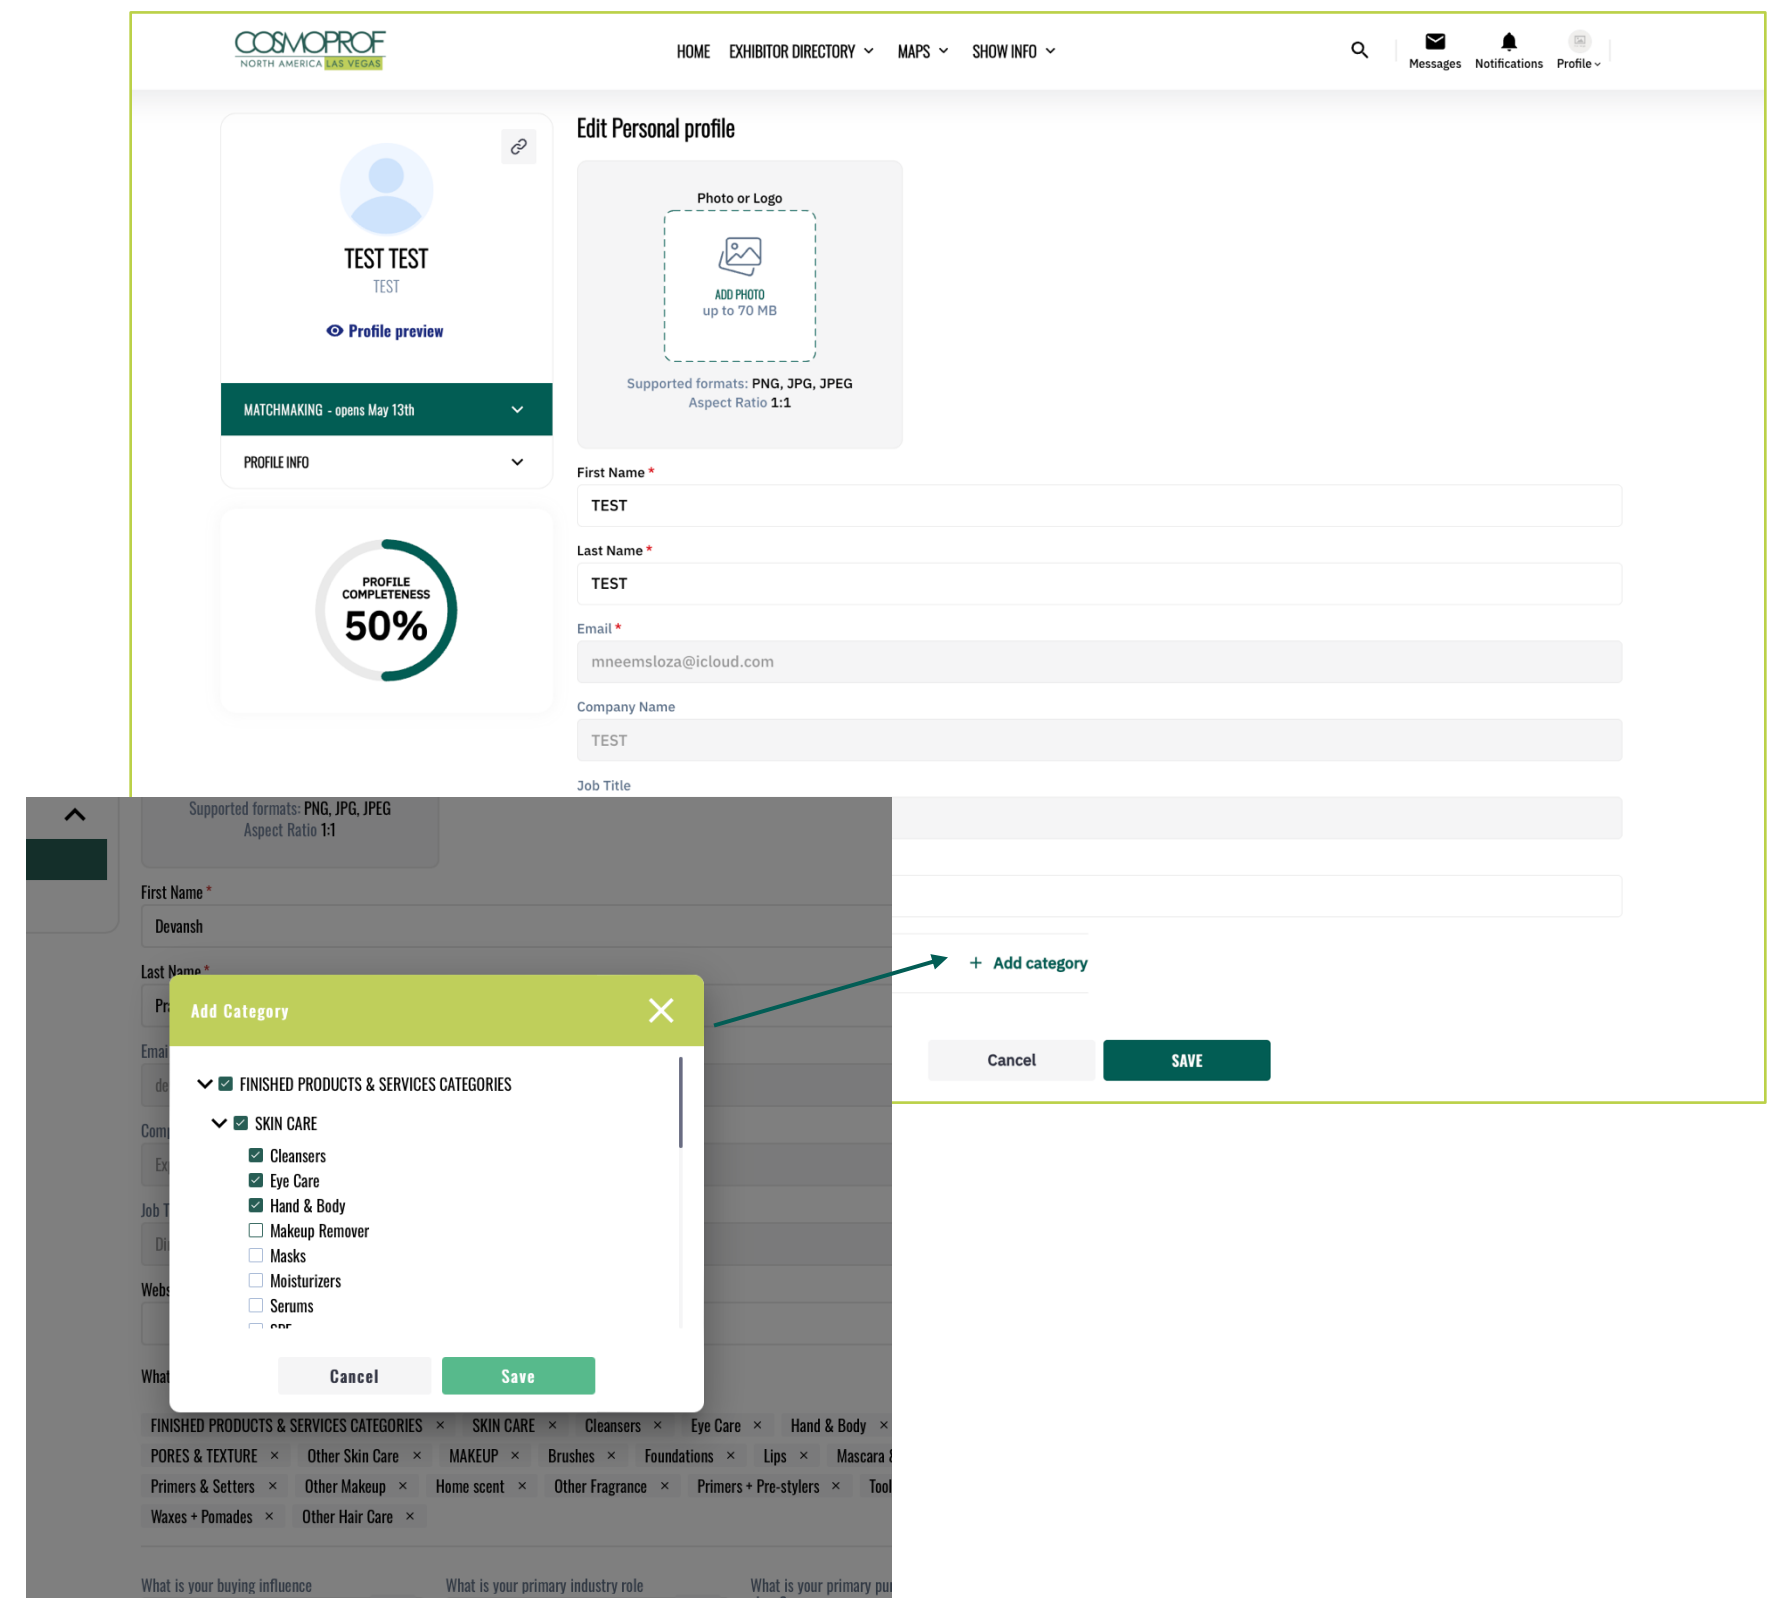 COSMOPROF
NORTH AMERICA LAS VEGAS
HOME EXHIBITOR DIRECTORY MAPS SHOW INFO
Messages Notifications Profile
Edit Personal profile
TEST TEST
TEST
Profile preview
MATCHMAKING - opens May 13th
PROFILE INFO
PROFILE
COMPLETENESS
50%
Photo or Logo
ADD PHOTO
up to 70 MB
Supported formats: PNG, JPG, JPEG
Aspect Ratio 1:1
First Name *
TEST
Last Name *
TEST
Email *
mneemsloza@icloud.com
Company Name
TEST
Job Title
+ Add category
Cancel SAVE
Supported formats: PNG, JPG, JPEG
Aspect Ratio 1:1
First Name *
Devansh
Last Name *
Add Category
FINISHED PRODUCTS & SERVICES CATEGORIES
SKIN CARE
Cleansers
Eye Care
Hand & Body
Makeup Remover
Masks
Moisturizers
Serums
Cancel Save
FINISHED PRODUCTS & SERVICES CATEGORIES × SKIN CARE × Cleansers × Eye Care × Hand & Body ×
PORES & TEXTURE × Other Skin Care × MAKEUP × Brushes × Foundations × Lips × Mascara
Primers & Setters × Other Makeup × Home scent × Other Fragrance × Primers + Pre-stylers ×
Waxes + Pomades × Other Hair Care ×
What is your buying influence What is your primary industry role What is your primary